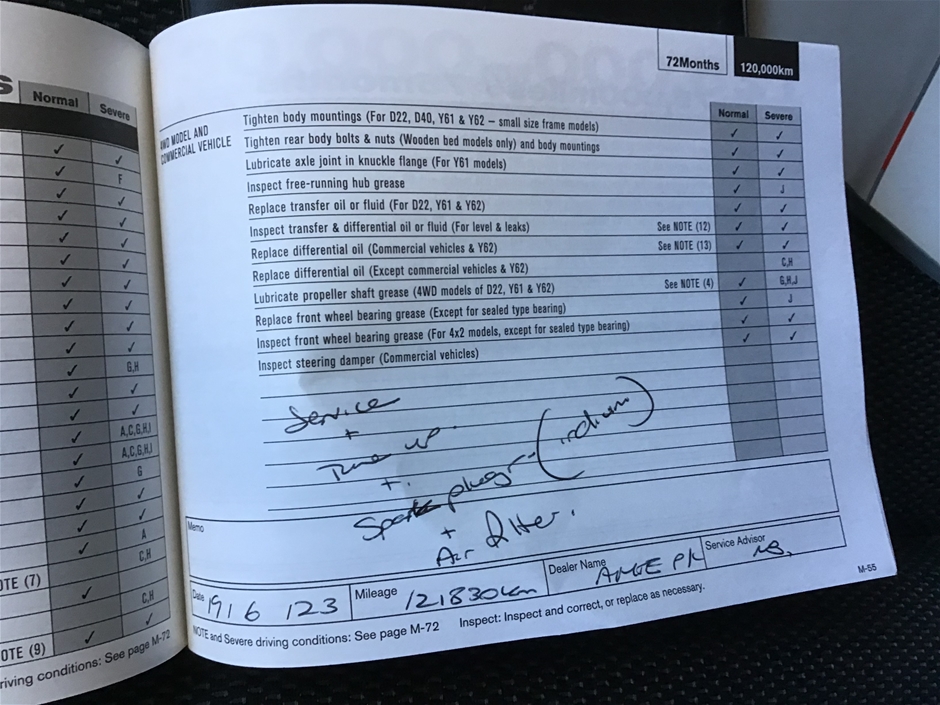 S
Normal Severe
F
G,H
A,C,G,H,I
A,C,G,H,I
G
A
C,H
OTE (7)
C,H
OTE (9)
riving conditions: See page M-72
72Months 120,000km
Normal Severe
4WD MODEL AND
COMMERCIAL VEHICLE
Tighten body mountings (For D22, D40, Y61 & Y62 – small size frame models)
Tighten rear body bolts & nuts (Wooden bed models only) and body mountings
Lubricate axle joint in knuckle flange (For Y61 models)
Inspect free-running hub grease
J
Replace transfer oil or fluid (For D22, Y61 & Y62)
Inspect transfer & differential oil or fluid (For level & leaks) See NOTE (12)
Replace differential oil (Commercial vehicles & Y62) See NOTE (13)
Replace differential oil (Except commercial vehicles & Y62) C,H
Lubricate propeller shaft grease (4WD models of D22, Y61 & Y62) See NOTE (4) G,H,J
Replace front wheel bearing grease (Except for sealed type bearing) J
Inspect front wheel bearing grease (For 4x2 models, except for sealed type bearing)
Inspect steering damper (Commercial vehicles)
Service
+
Tune up.
+.
Spark plugs - (iridium)
+
Air filter.
Memo
Date 19 1 6 123 Mileage 121830km Dealer Name Service Advisor
NOTE and Severe driving conditions: See page M-72 Inspect: Inspect and correct, or replace as necessary.
M-55